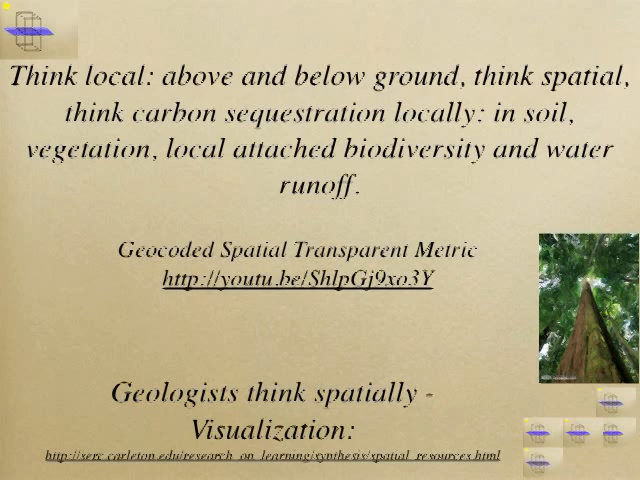 Think local: above and below ground, think spatial,
think carbon sequestration locally: in soil,
vegetation, local attached biodiversity and water
runoff.
Geocoded Spatial Transparent Metric
http://youtu.be/ShlpGj9xo3Y
Geologists think spatially -
Visualization:
http://serc.carleton.edu/research_on_learning/synthesis/spatial_resources.html